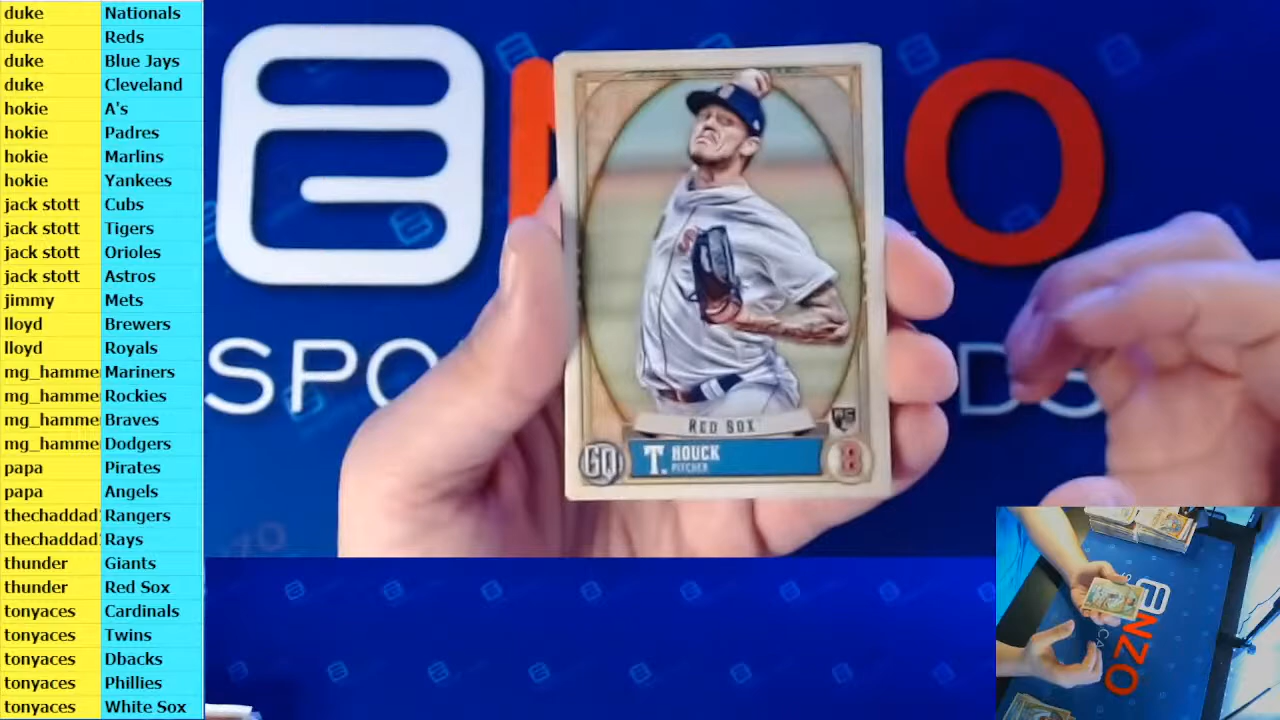 duke Nationals
duke Reds
duke Blue Jays
duke Cleveland
hokie A's
hokie Padres
hokie Marlins
hokie Yankees
jack stott Cubs
jack stott Tigers
jack stott Orioles
jack stott Astros
jimmy Mets
lloyd Brewers
lloyd Royals
mg_hamme Mariners
mg_hamme Rockies
mg_hamme Braves
mg_hamme Dodgers
papa Pirates
papa Angels
thechaddad Rangers
thechaddad Rays
thunder Giants
thunder Red Sox
tonyaces Cardinals
tonyaces Twins
tonyaces Dbacks
tonyaces Phillies
tonyaces White Sox
RED SOX
GQ T. HOUCK B
PITCHER
NZO